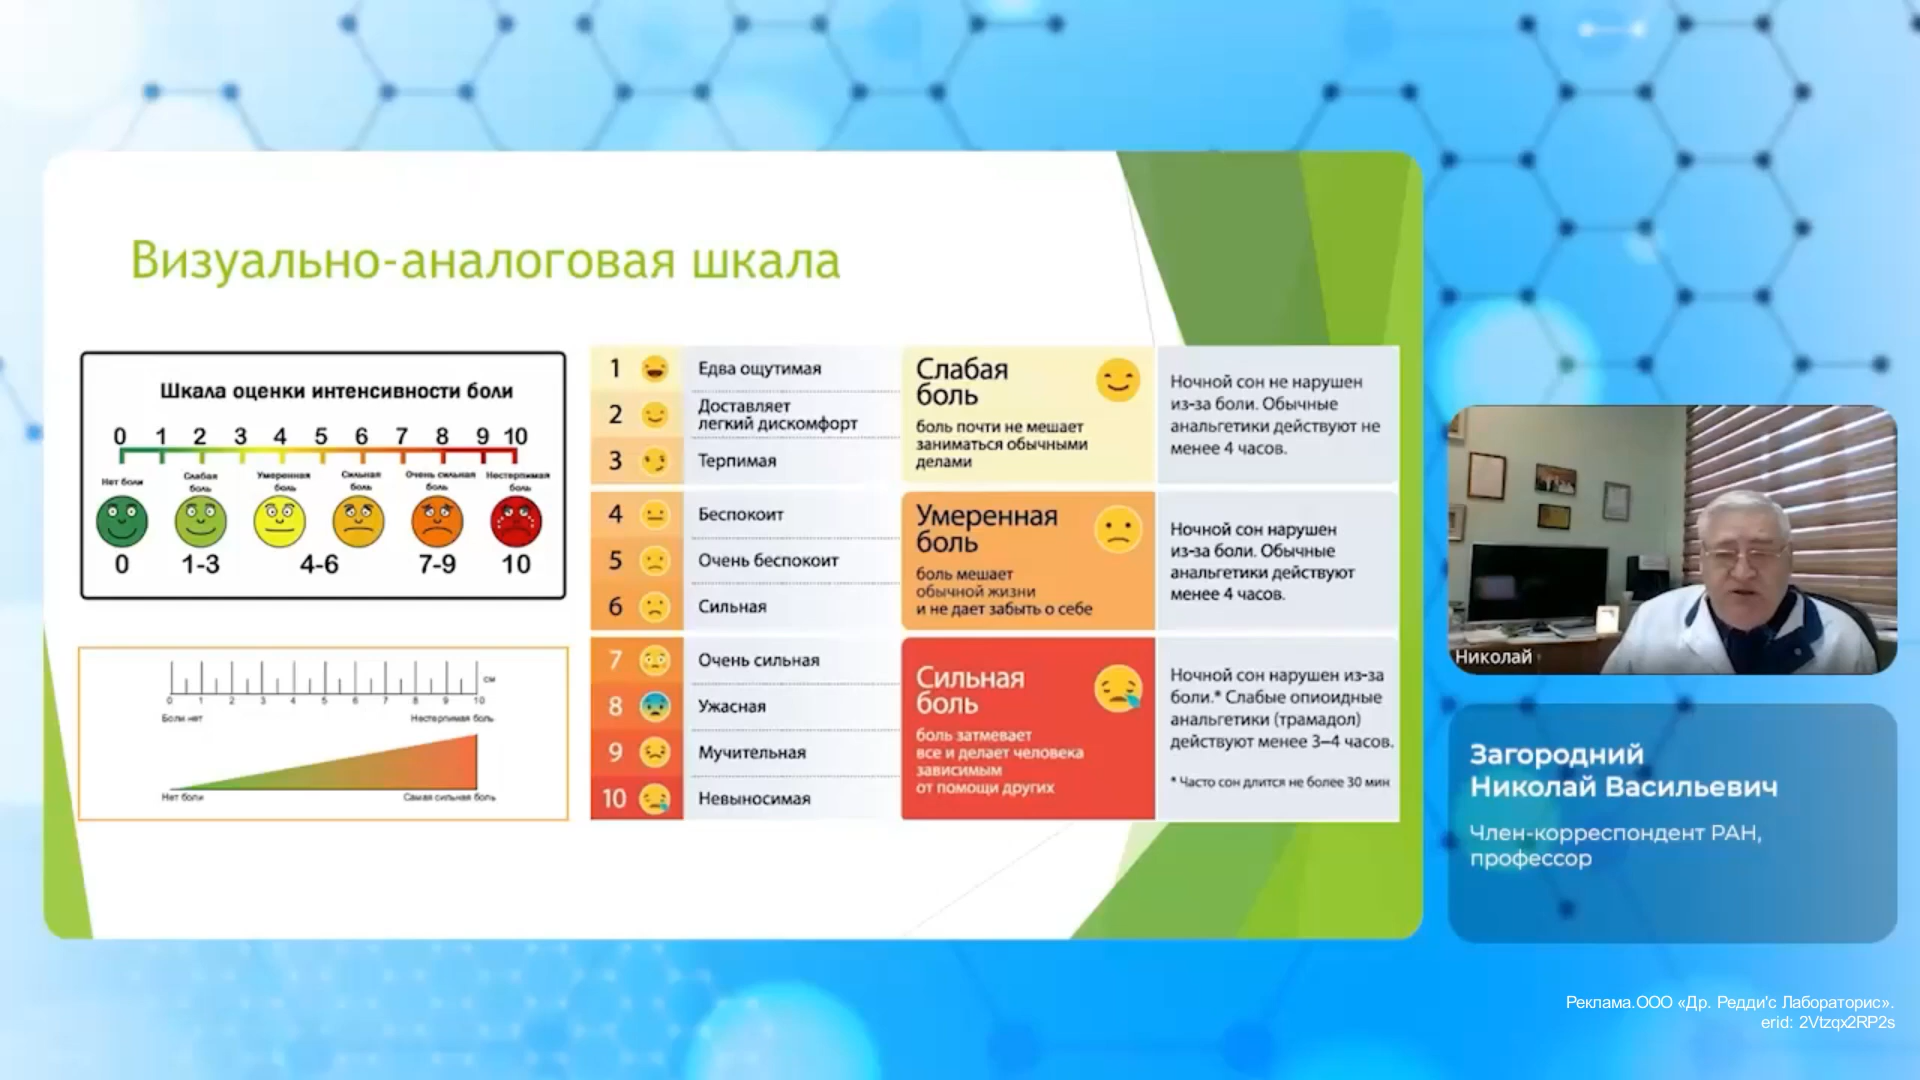 Визуально-аналоговая шкала
Шкала оценки интенсивности боли
0 1 2 3 4 5 6 7 8 9 10
Нет боли
Слабая
боль
Умеренная
боль
Сильная
боль
Очень сильная
боль
Нестерпимая
боль
0 1-3 4-6 7-9 10
0 1 2 3 4 5 6 7 8 9 10 см
Боли нет Нестерпимая боль
Нет боли Самая сильная боль
1 Едва ощутимая
2 Доставляет
легкий дискомфорт
3 Терпимая
Слабая
боль
боль почти не мешает
заниматься обычными
делами
Ночной сон не нарушен
из-за боли. Обычные
анальгетики действуют не
менее 4 часов.
4 Беспокоит
5 Очень беспокоит
6 Сильная
Умеренная
боль
боль мешает
обычной жизни
и не дает забыть о себе
Ночной сон нарушен
из-за боли. Обычные
анальгетики действуют
менее 4 часов.
7 Очень сильная
8 Ужасная
9 Мучительная
10 Невыносимая
Сильная
боль
боль затмевает
все и делает человека
зависимым
от помощи других
Ночной сон нарушен из-за
боли.* Слабые опиоидные
анальгетики (трамадол)
действуют менее 3–4 часов.
* Часто сон длится не более 30 мин
Николай
Загородний
Николай Васильевич
Член-корреспондент РАН,
профессор
Реклама.ООО «Др. Редди'с Лабораторис».
erid: 2Vtzqx2RP2s